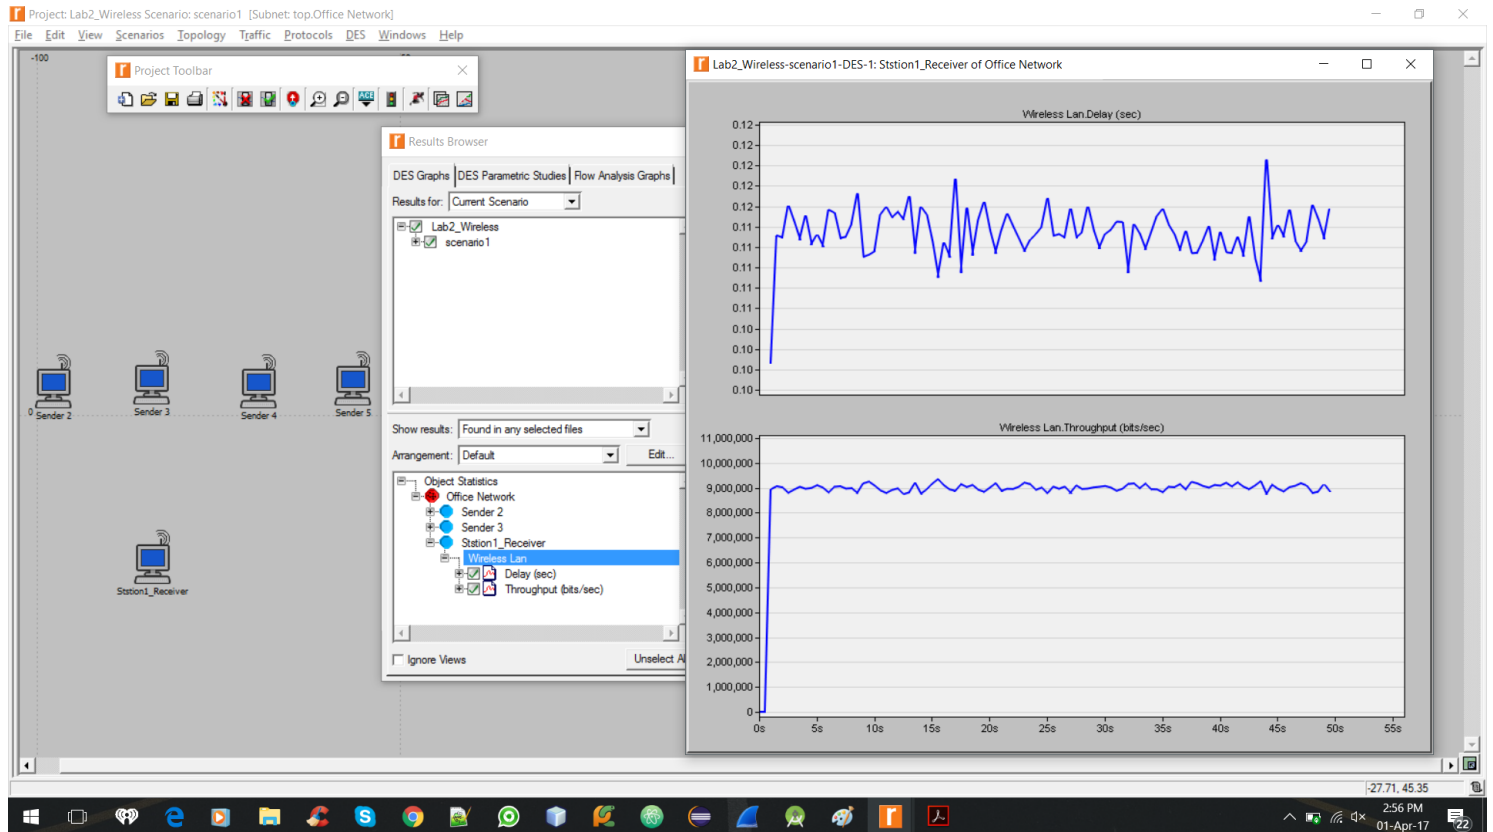 Project: Lab2_Wireless Scenario: scenario1 [Subnet: top.Office Network]
File Edit View Scenarios Topology Traffic Protocols DES Windows Help
-100
Project Toolbar
Sender 2
Sender 3
Sender 4
Sender 5
0
Ststion1_Receiver
Results Browser
DES Graphs DES Parametric Studies Flow Analysis Graphs
Results for: Current Scenario
Lab2_Wireless
scenario1
Show results: Found in any selected files
Arrangement: Default Edit...
Object Statistics
Office Network
Sender 2
Sender 3
Ststion1_Receiver
Wireless Lan
Delay (sec)
Throughput (bits/sec)
Ignore Views
Unselect
Lab2_Wireless-scenario1-DES-1: Ststion1_Receiver of Office Network
Wireless Lan.Delay (sec)
0.12
0.12
0.12
0.12
0.12
0.11
0.11
0.11
0.11
0.11
0.10
0.10
0.10
0.10
Wireless Lan.Throughput (bits/sec)
11,000,000
10,000,000
9,000,000
8,000,000
7,000,000
6,000,000
5,000,000
4,000,000
3,000,000
2,000,000
1,000,000
0
0s 5s 10s 15s 20s 25s 30s 35s 40s 45s 50s 55s
-27.71, 45.35
2:56 PM
01-Apr-17
22